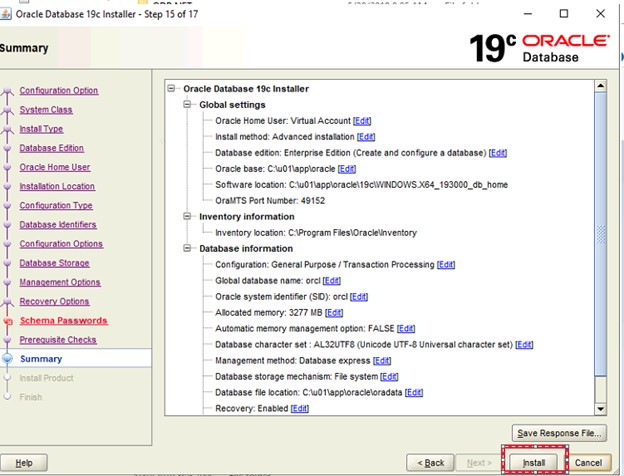 Oracle Database 19c Installer - Step 15 of 17
Summary
19c ORACLE
Database
Configuration Option
System Class
Install Type
Database Edition
Oracle Home User
Installation Location
Configuration Type
Database Identifiers
Configuration Options
Database Storage
Management Options
Recovery Options
Schema Passwords
Prerequisite Checks
Summary
Install Product
Finish
Oracle Database 19c Installer
Global settings
Oracle Home User: Virtual Account [Edit]
Install method: Advanced installation [Edit]
Database edition: Enterprise Edition (Create and configure a database) [Edit]
Oracle base: C:\u01\app\oracle [Edit]
Software location: C:\u01\app\oracle\19c\WINDOWS.X64_193000_db_home
OraMTS Port Number: 49152
Inventory information
Inventory location: C:\Program Files\Oracle\Inventory
Database information
Configuration: General Purpose / Transaction Processing [Edit]
Global database name: orcl [Edit]
Oracle system identifier (SID): orcl [Edit]
Allocated memory: 3277 MB [Edit]
Automatic memory management option: FALSE [Edit]
Database character set : AL32UTF8 (Unicode UTF-8 Universal character set) [Edit]
Management method: Database express [Edit]
Database storage mechanism: File system [Edit]
Database file location: C:\u01\app\oracle\oradata [Edit]
Recovery: Enabled [Edit]
Save Response File...
Help
< Back
Next >
Install
Cancel